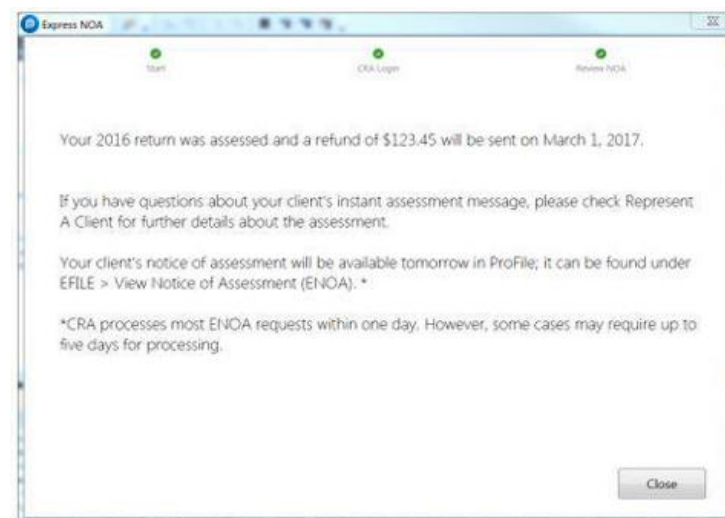 Express NOA
Start
CRA Login
Review NOA
Your 2016 return was assessed and a refund of $123.45 will be sent on March 1, 2017.
If you have questions about your client's instant assessment message, please check Represent
A Client for further details about the assessment.
Your client's notice of assessment will be available tomorrow in ProFile; it can be found under
EFILE > View Notice of Assessment (ENOA). *
*CRA processes most ENOA requests within one day. However, some cases may require up to
five days for processing.
Close